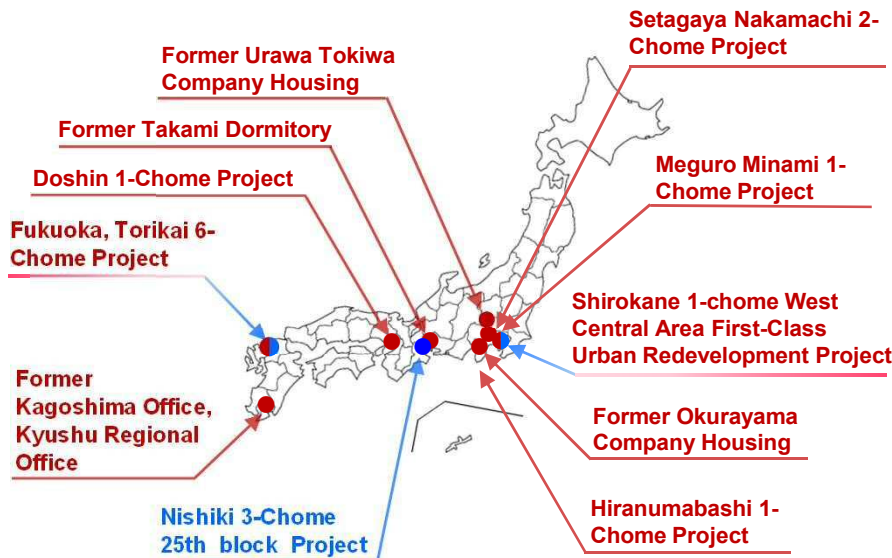 Setagaya Nakamachi 2-
Chome Project
Former Urawa Tokiwa
Company Housing
Former Takami Dormitory
Doshin 1-Chome Project
Meguro Minami 1-
Chome Project
Fukuoka, Torikai 6-
Chome Project
Shirokane 1-chome West
Central Area First-Class
Urban Redevelopment Project
Former
Kagoshima Office,
Kyushu Regional
Office
Former Okurayama
Company Housing
Nishiki 3-Chome
25th block Project
Hiranumabashi 1-
Chome Project